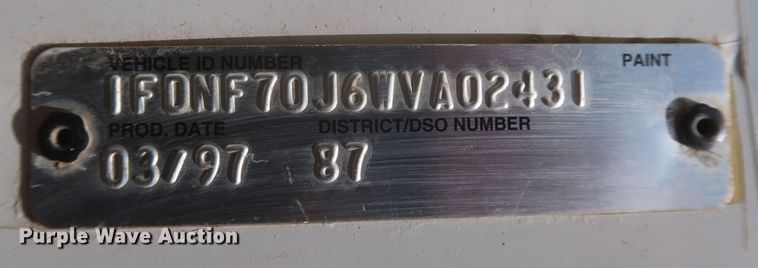 VEHICLE ID NUMBER PAINT
1FDNF70J6WVA02431
PROD. DATE DISTRICT/DSO NUMBER
03/97 87
Purple Wave Auction